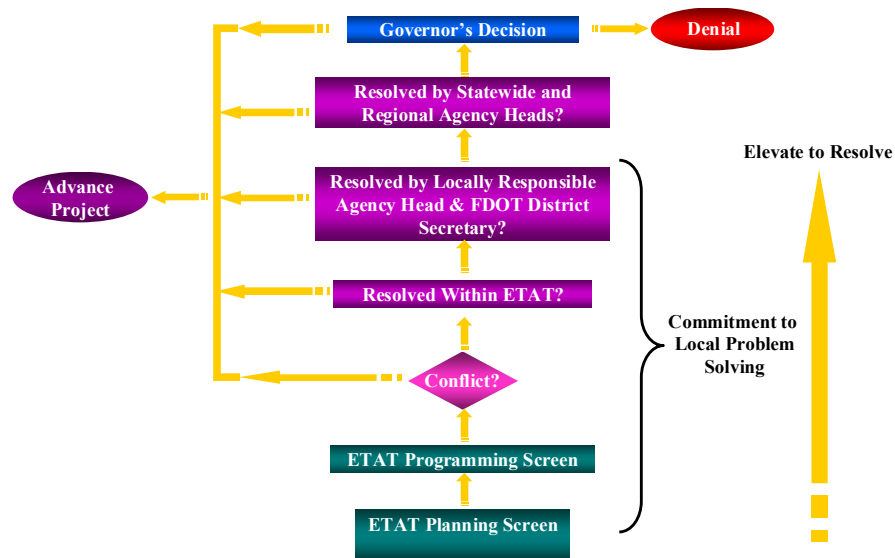 Governor's Decision
Denial
Resolved by Statewide and
Regional Agency Heads?
Elevate to Resolve
Advance
Project
Resolved by Locally Responsible
Agency Head & FDOT District
Secretary?
Resolved Within ETAT?
Commitment to
Local Problem
Solving
Conflict?
ETAT Programming Screen
ETAT Planning Screen